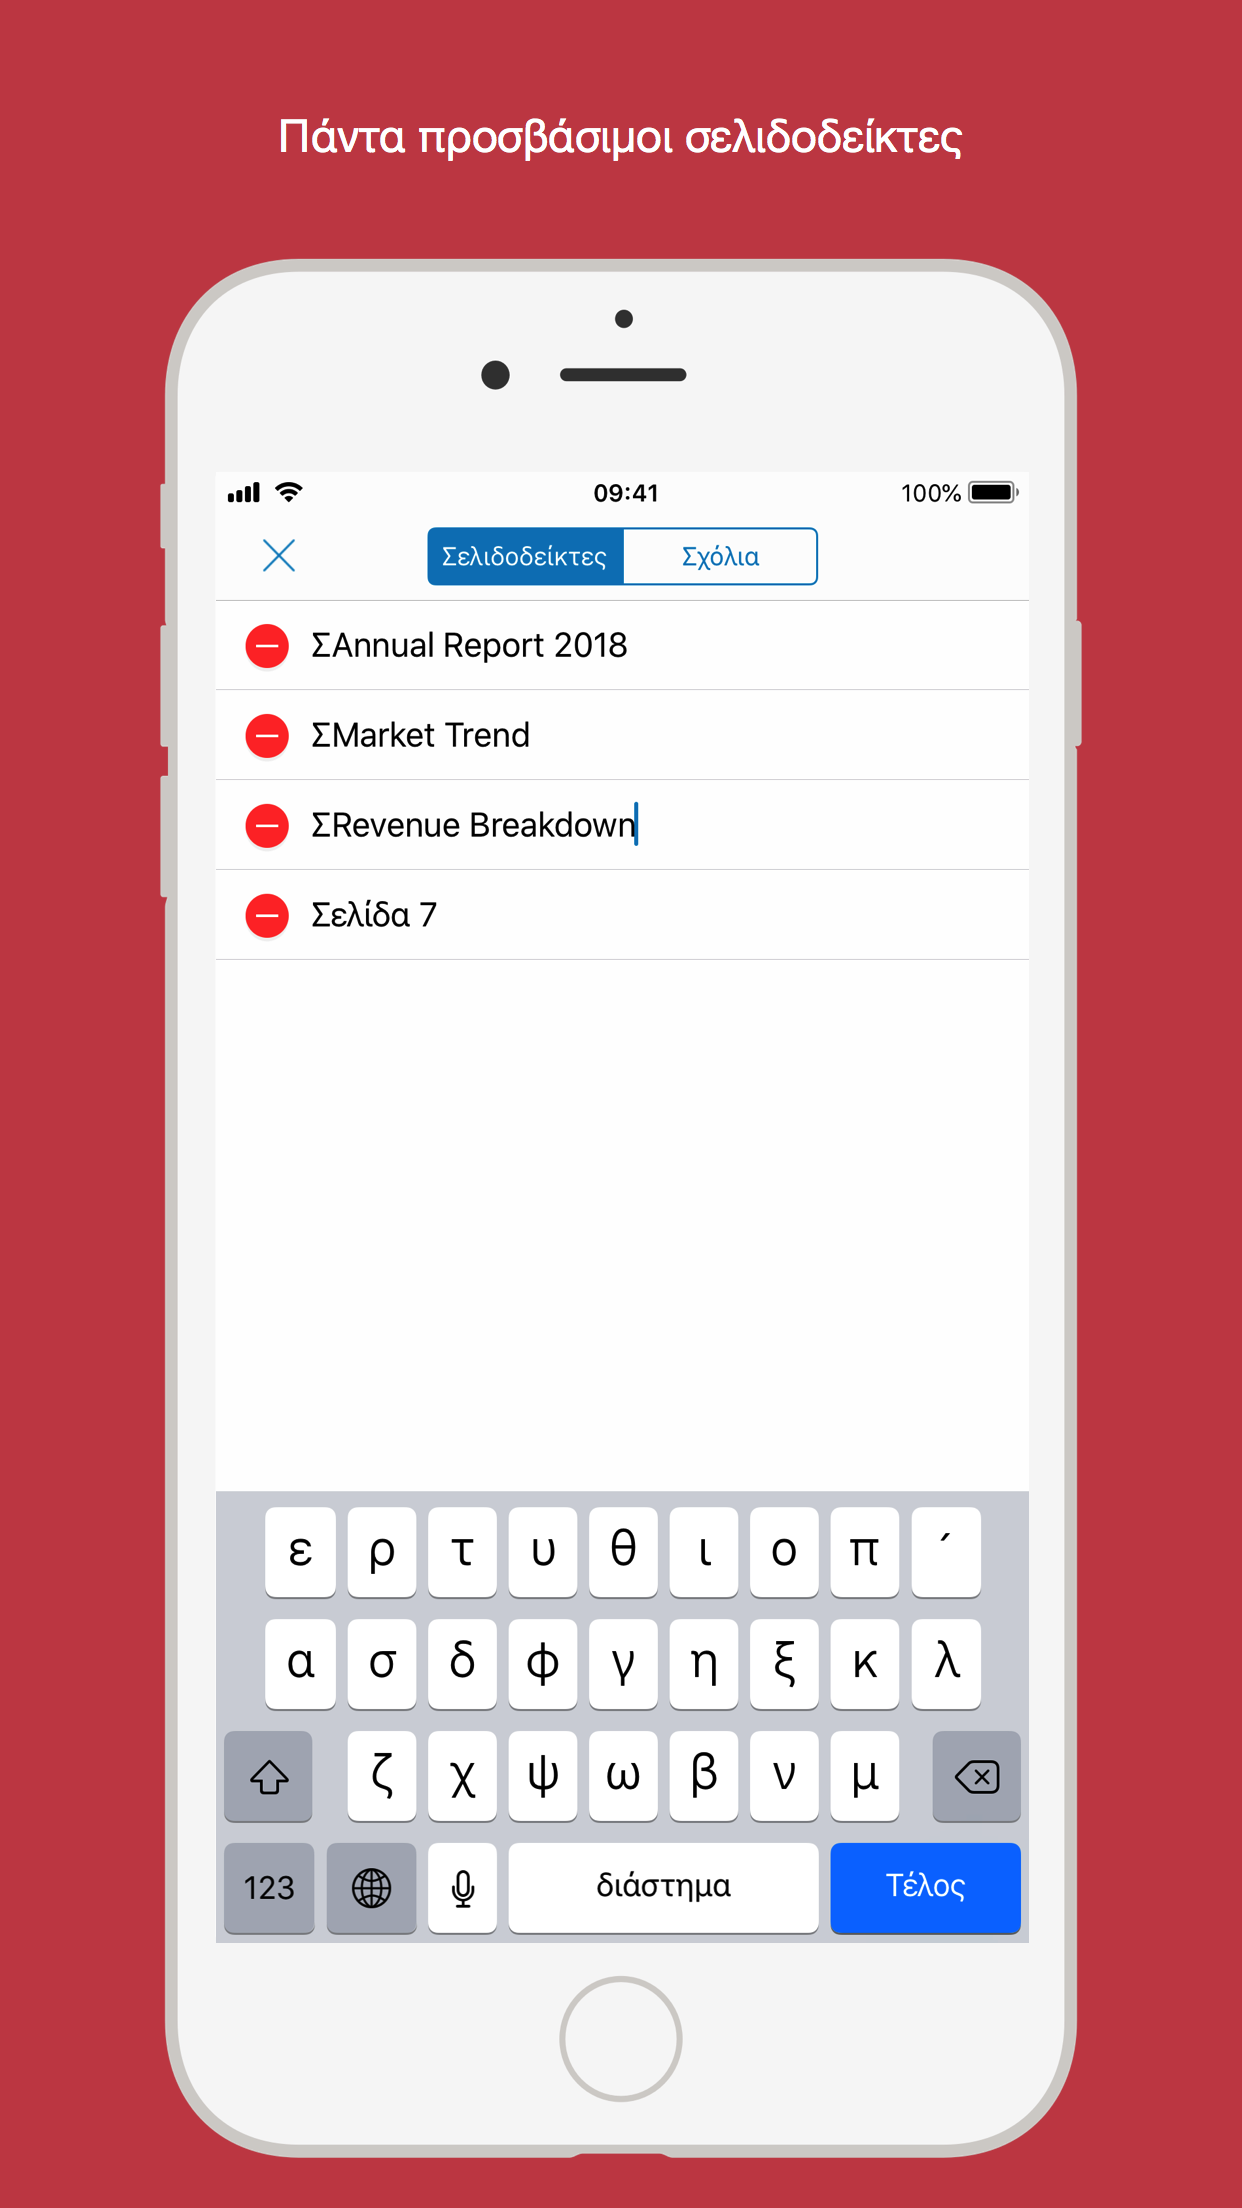 Πάντα προσβάσιμοι σελιδοδείκτες
09:41 100%
Σελιδοδείκτες Σχόλια
ΣAnnual Report 2018
ΣMarket Trend
ΣRevenue Breakdown
Σελίδα 7
ε ρ τ υ θ ι ο π ´
α σ δ φ γ η ξ κ λ
ζ χ ψ ω β ν μ
123 διάστημα Τέλος